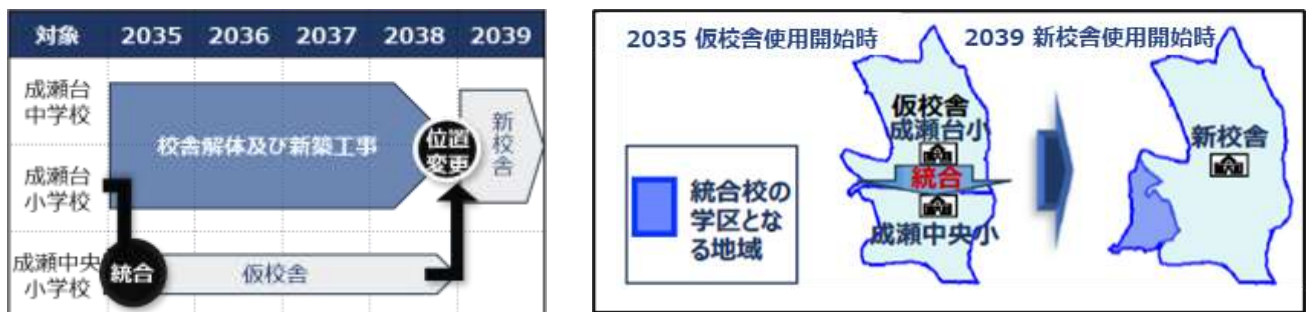 対象 2035 2036 2037 2038 2039
成瀬台
中学校
校舎解体及び新築工事
位置
変更
新校舎
成瀬台
小学校
成瀬中央
小学校
統合
仮校舎
2035 仮校舎使用開始時
2039 新校舎使用開始時
仮校舎
成瀬台小
統合
成瀬中央小
新校舎
統合校の
学区とな
る地域